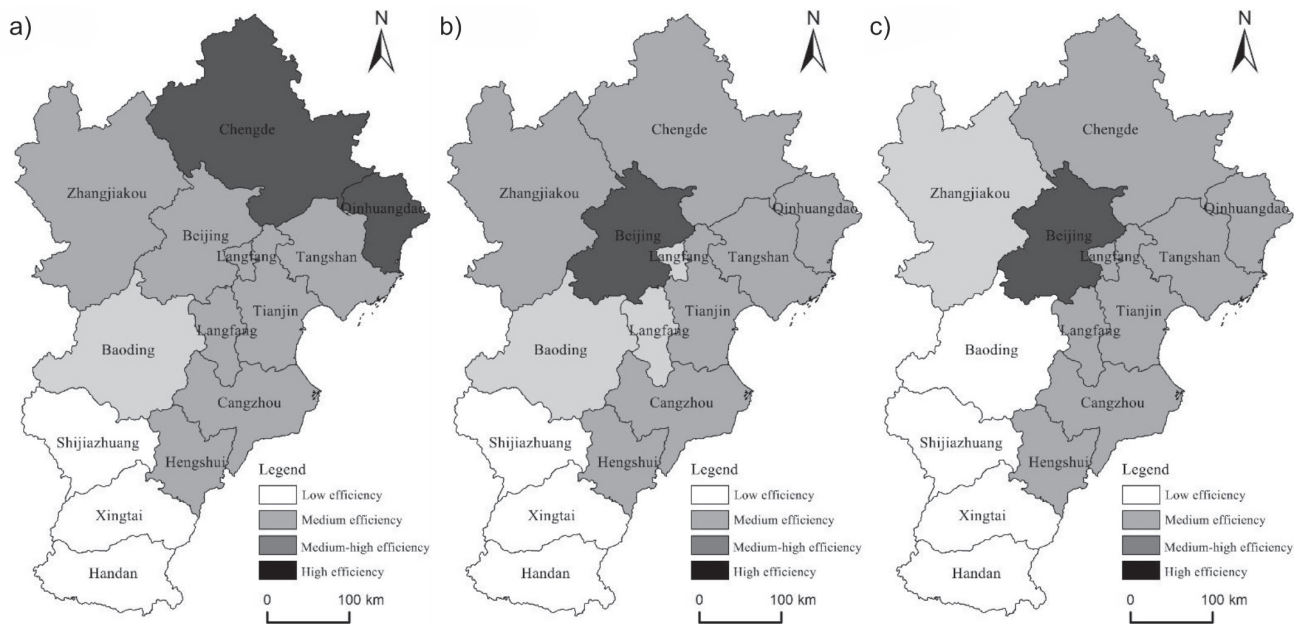 a)
N
Chengde
Zhangjiakou
Qinhuangdao
Beijing
Langfang
Tangshan
Tianjin
Langfang
Baoding
Cangzhou
Shijiazhuang
Hengshui
Xingtai
Handan
Legend
Low efficiency
Medium efficiency
Medium-high efficiency
High efficiency
0 100 km
b)
N
Chengde
Zhangjiakou
Qinhuangdao
Beijing
Langfang
Tangshan
Tianjin
Langfang
Baoding
Cangzhou
Shijiazhuang
Hengshui
Xingtai
Handan
Legend
Low efficiency
Medium efficiency
Medium-high efficiency
High efficiency
0 100 km
c)
N
Chengde
Zhangjiakou
Qinhuangdao
Beijing
Langfang
Tangshan
Tianjin
Langfang
Baoding
Cangzhou
Shijiazhuang
Hengshui
Xingtai
Handan
Legend
Low efficiency
Medium efficiency
Medium-high efficiency
High efficiency
0 100 km